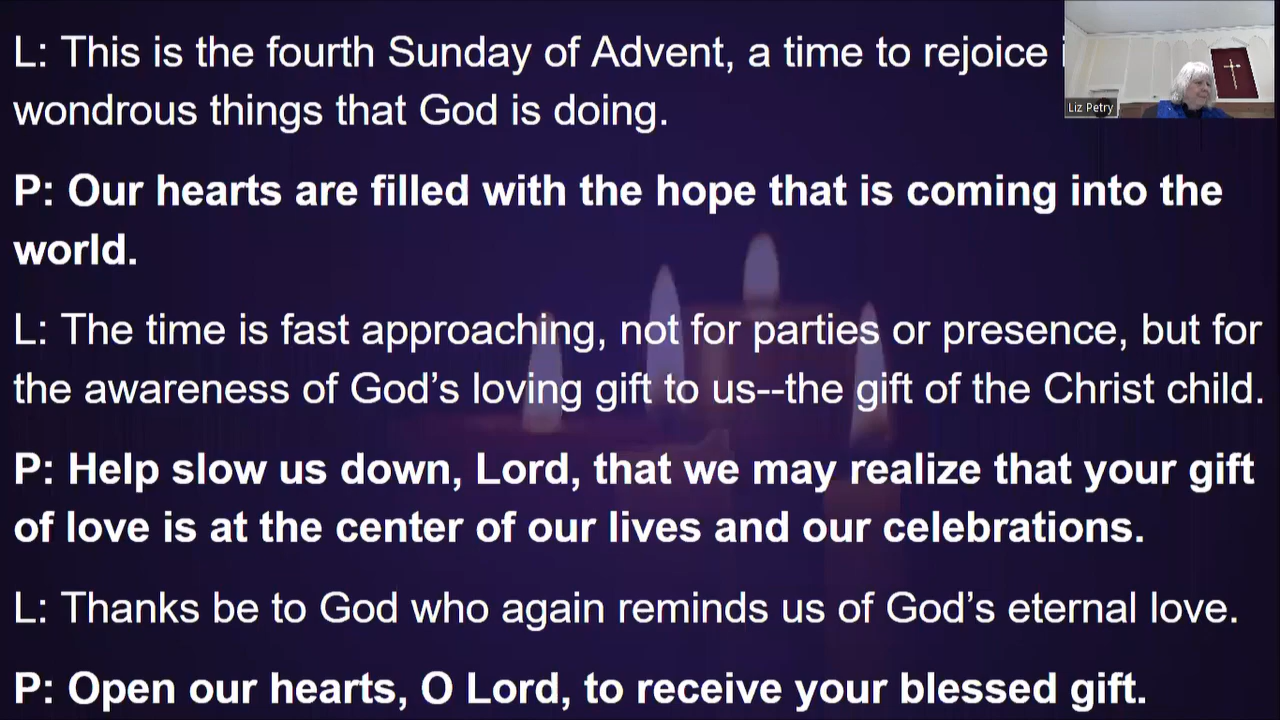 L: This is the fourth Sunday of Advent, a time to rejoice
wondrous things that God is doing.
P: Our hearts are filled with the hope that is coming into the
world.
L: The time is fast approaching, not for parties or presence, but for
the awareness of God’s loving gift to us--the gift of the Christ child.
P: Help slow us down, Lord, that we may realize that your gift
of love is at the center of our lives and our celebrations.
L: Thanks be to God who again reminds us of God’s eternal love.
P: Open our hearts, O Lord, to receive your blessed gift.
Liz Petry